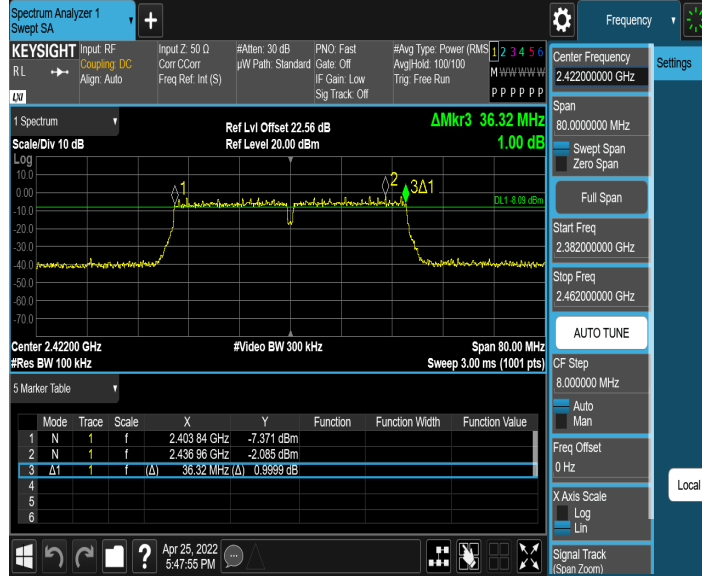 Spectrum Analyzer 1
Swept SA
+
Frequency
KEYSIGHT
RL
LXI
Input: RF
Coupling: DC
Align: Auto
Input Z: 50 Ω
Corr CCorr
Freq Ref: Int (S)
#Atten: 30 dB
µW Path: Standard
PNO: Fast
Gate: Off
IF Gain: Low
Sig Track: Off
#Avg Type: Power (RMS
Avg|Hold: 100/100
Trig: Free Run
1 2 3 4 5 6
M W W W W W
P P P P P P
Settings
Center Frequency
2.422000000 GHz
Span
80.0000000 MHz
Swept Span
Zero Span
Full Span
Start Freq
2.382000000 GHz
Stop Freq
2.462000000 GHz
AUTO TUNE
CF Step
8.000000 MHz
Auto
Man
Freq Offset
0 Hz
X Axis Scale
Log
Lin
Signal Track
(Span Zoom)
Local
1 Spectrum
Scale/Div 10 dB
Ref Lvl Offset 22.56 dB
Ref Level 20.00 dBm
ΔMkr3 36.32 MHz
1.00 dB
Log
10.0
0.00
-10.0
-20.0
-30.0
-40.0
-50.0
-60.0
-70.0
1
2
3Δ1
DL1 -8.09 dBm
Center 2.42200 GHz
#Res BW 100 kHz
#Video BW 300 kHz
Span 80.00 MHz
Sweep 3.00 ms (1001 pts)
5 Marker Table
Mode Trace Scale X Y Function Function Width Function Value
1 N 1 f 2.403 84 GHz -7.371 dBm
2 N 1 f 2.436 96 GHz -2.085 dBm
3 Δ1 1 f (Δ) 36.32 MHz (Δ) 0.9999 dB
4
5
6
?
Apr 25, 2022
5:47:55 PM